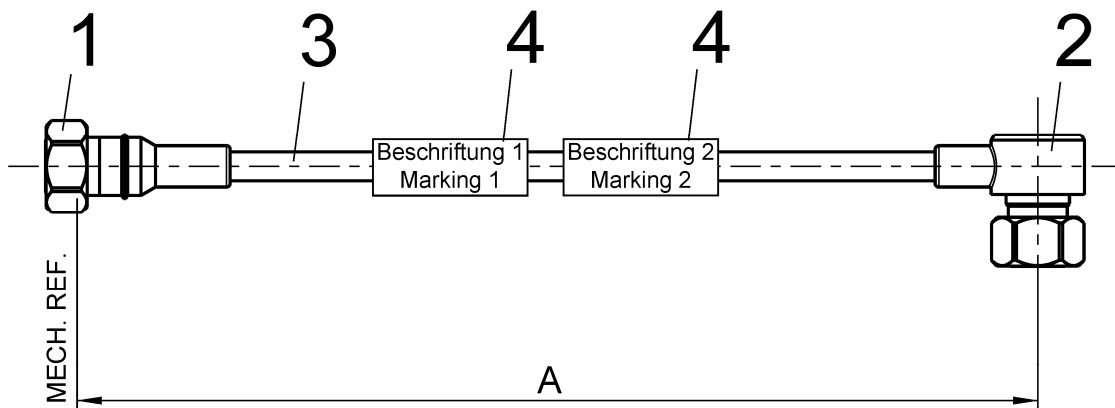 1
3
4
4
2
Beschriftung 1
Marking 1
Beschriftung 2
Marking 2
MECH. REF.
A